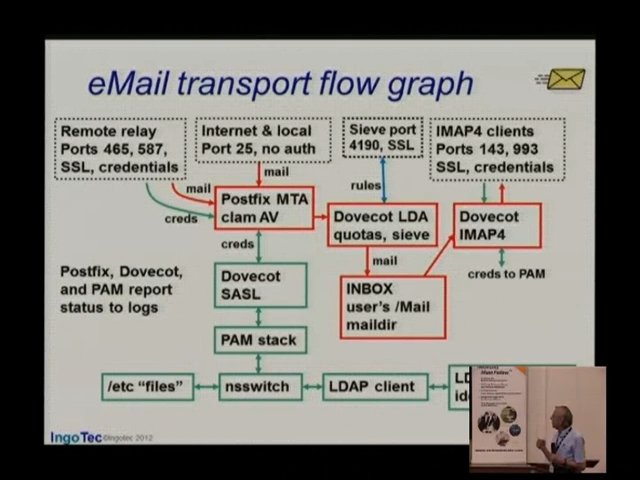 eMail transport flow graph
Remote relay
Ports 465, 587,
SSL, credentials
Internet & local
Port 25, no auth
Sieve port
4190, SSL
IMAP4 clients
Ports 143, 993
SSL, credentials
mail
mail
rules
creds
Postfix MTA
clam AV
Dovecot LDA
quotas, sieve
Dovecot
IMAP4
creds
mail
creds to PAM
Postfix, Dovecot,
and PAM report
status to logs
Dovecot
SASL
INBOX
user's /Mail
maildir
PAM stack
/etc "files"
nsswitch
LDAP client
IngoTec ©Ingotec 2012